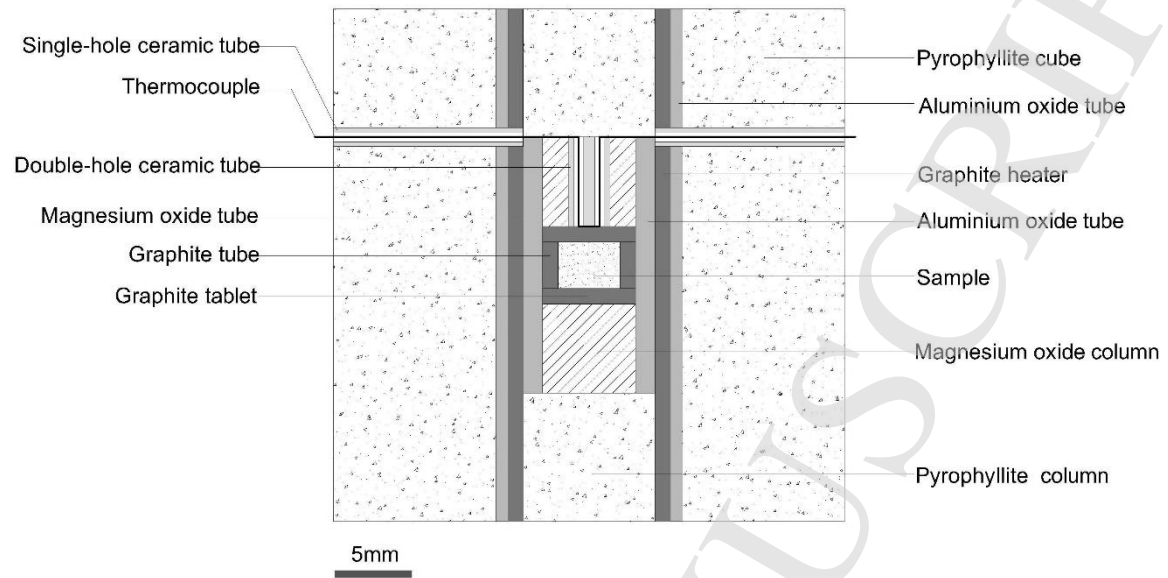 Single-hole ceramic tube
Thermocouple
Double-hole ceramic tube
Magnesium oxide tube
Graphite tube
Graphite tablet
Pyrophyllite cube
Aluminium oxide tube
Graphite heater
Aluminium oxide tube
Sample
Magnesium oxide column
Pyrophyllite column
5mm
USCRI